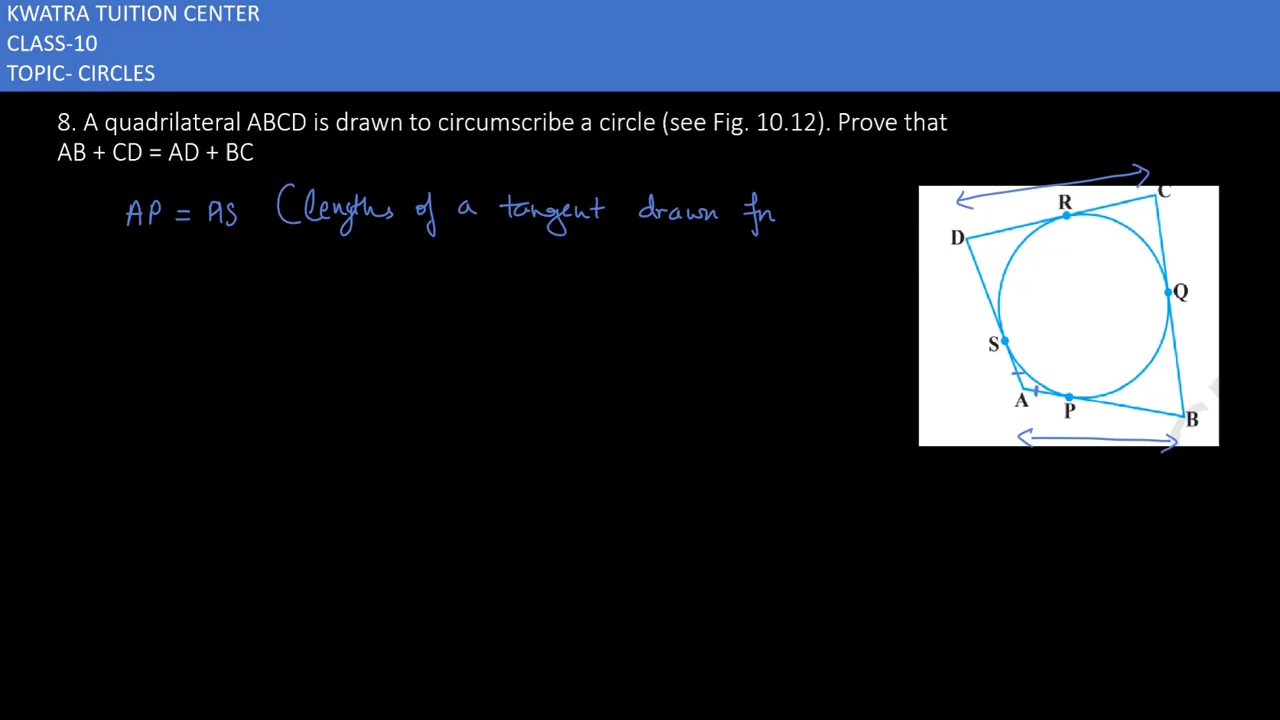 KWATRA TUITION CENTER
CLASS-10
TOPIC- CIRCLES
8. A quadrilateral ABCD is drawn to circumscribe a circle (see Fig. 10.12). Prove that
AB + CD = AD + BC
AP = AS (lengths of a tangent drawn
C
R
D
Q
S
A
P
B